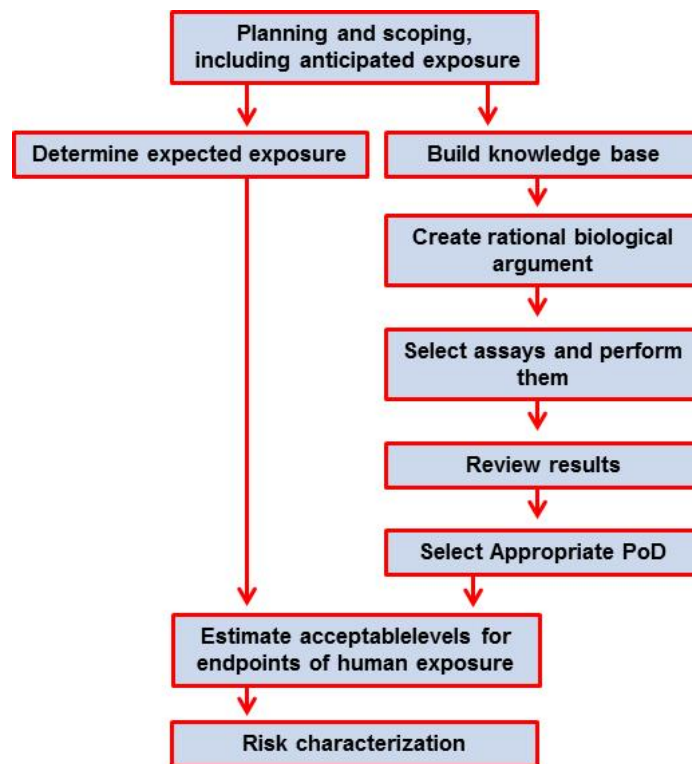 Planning and scoping,
including anticipated exposure
Determine expected exposure
Build knowledge base
Create rational biological
argument
Select assays and perform
them
Review results
Select Appropriate PoD
Estimate acceptablelevels for
endpoints of human exposure
Risk characterization